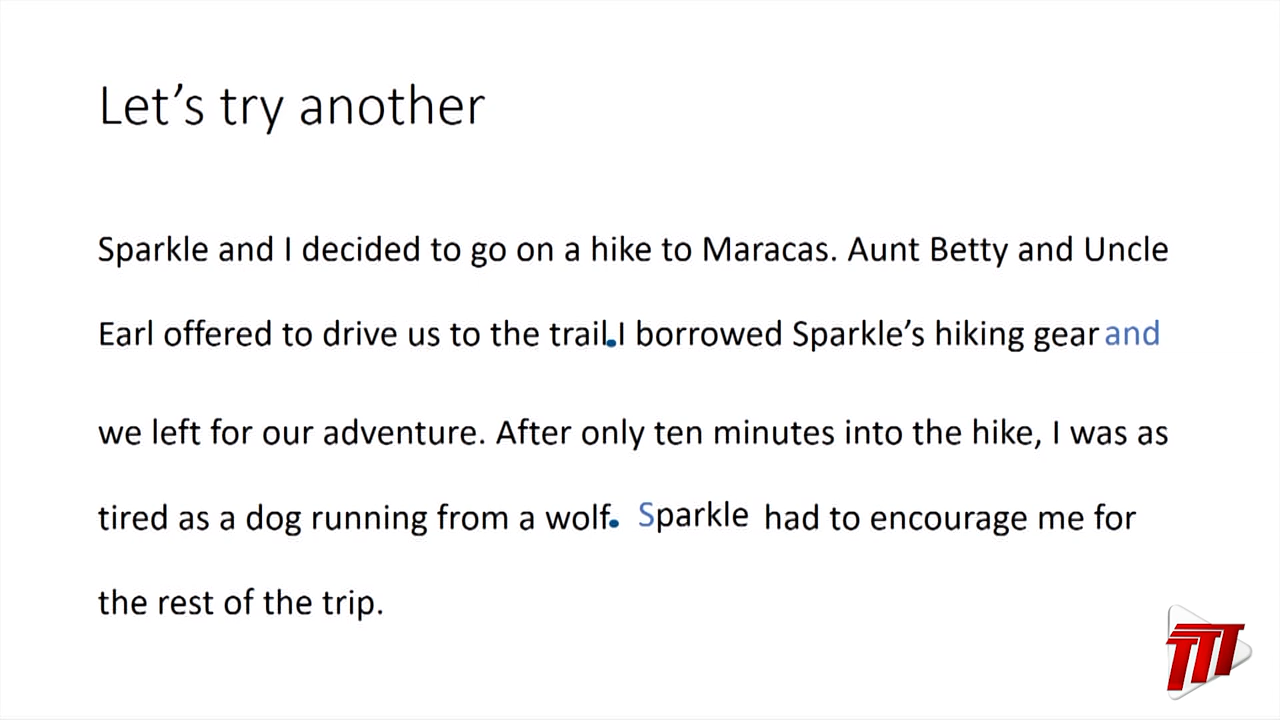 Let's try another
Sparkle and I decided to go on a hike to Maracas. Aunt Betty and Uncle
Earl offered to drive us to the trail.I borrowed Sparkle's hiking gear and
we left for our adventure. After only ten minutes into the hike, I was as
tired as a dog running from a wolf. Sparkle had to encourage me for
the rest of the trip.
TTT